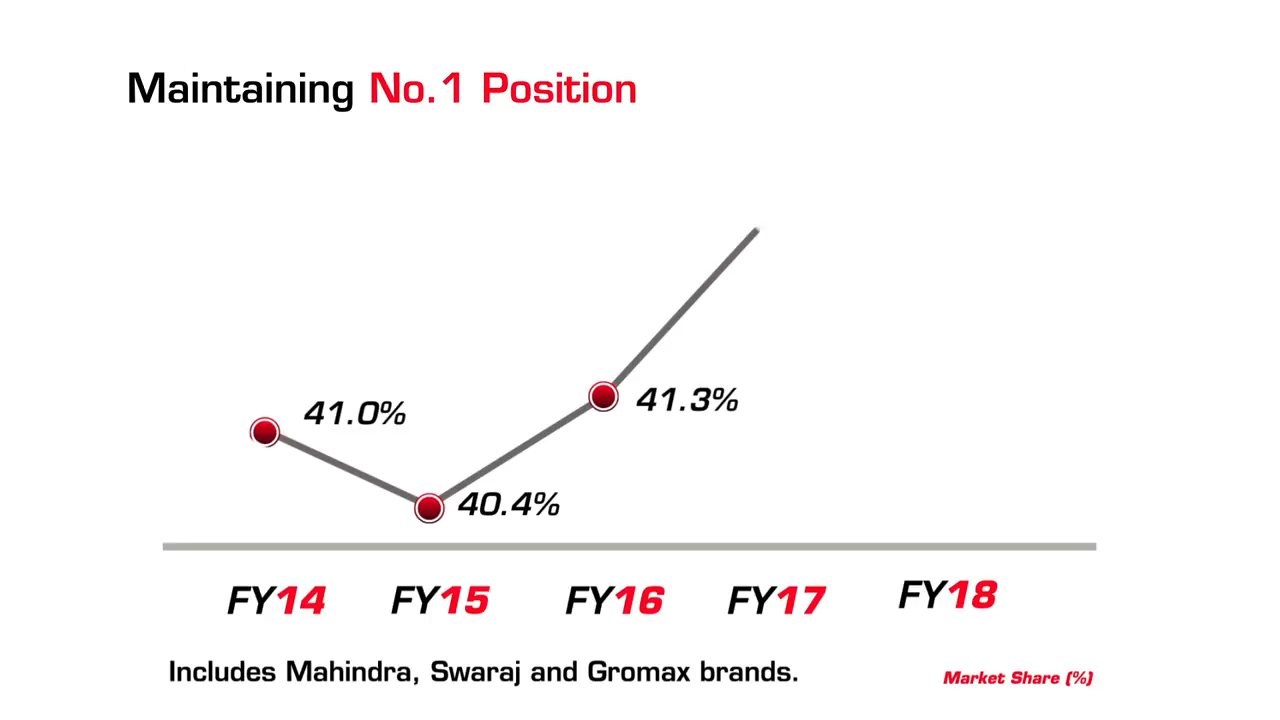 Maintaining No.1 Position
41.0%
41.3%
40.4%
FY14 FY15 FY16 FY17 FY18
Includes Mahindra, Swaraj and Gromax brands.
Market Share (%)